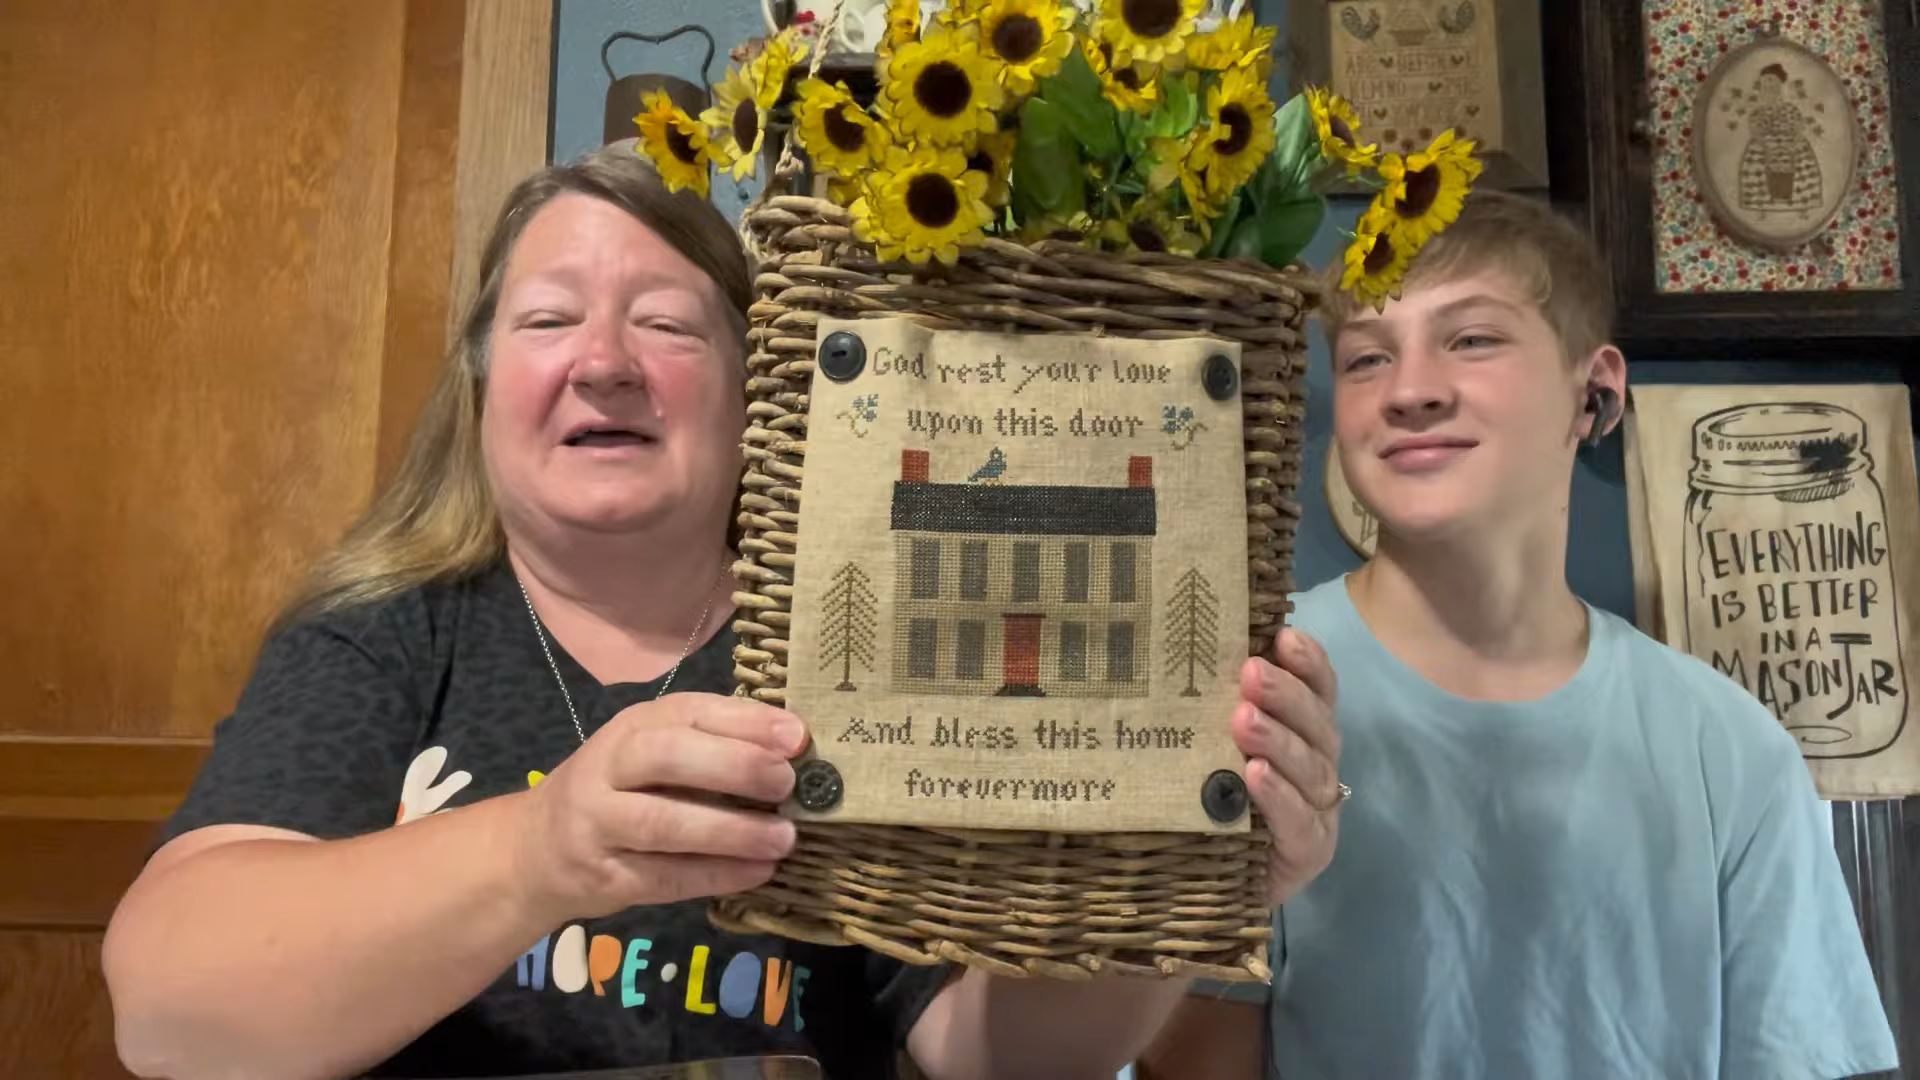 God rest your love
upon this door
And bless this home
forevermore
HOPE • LOVE
EVERYTHING
IS BETTER
IN A
MASON JAR